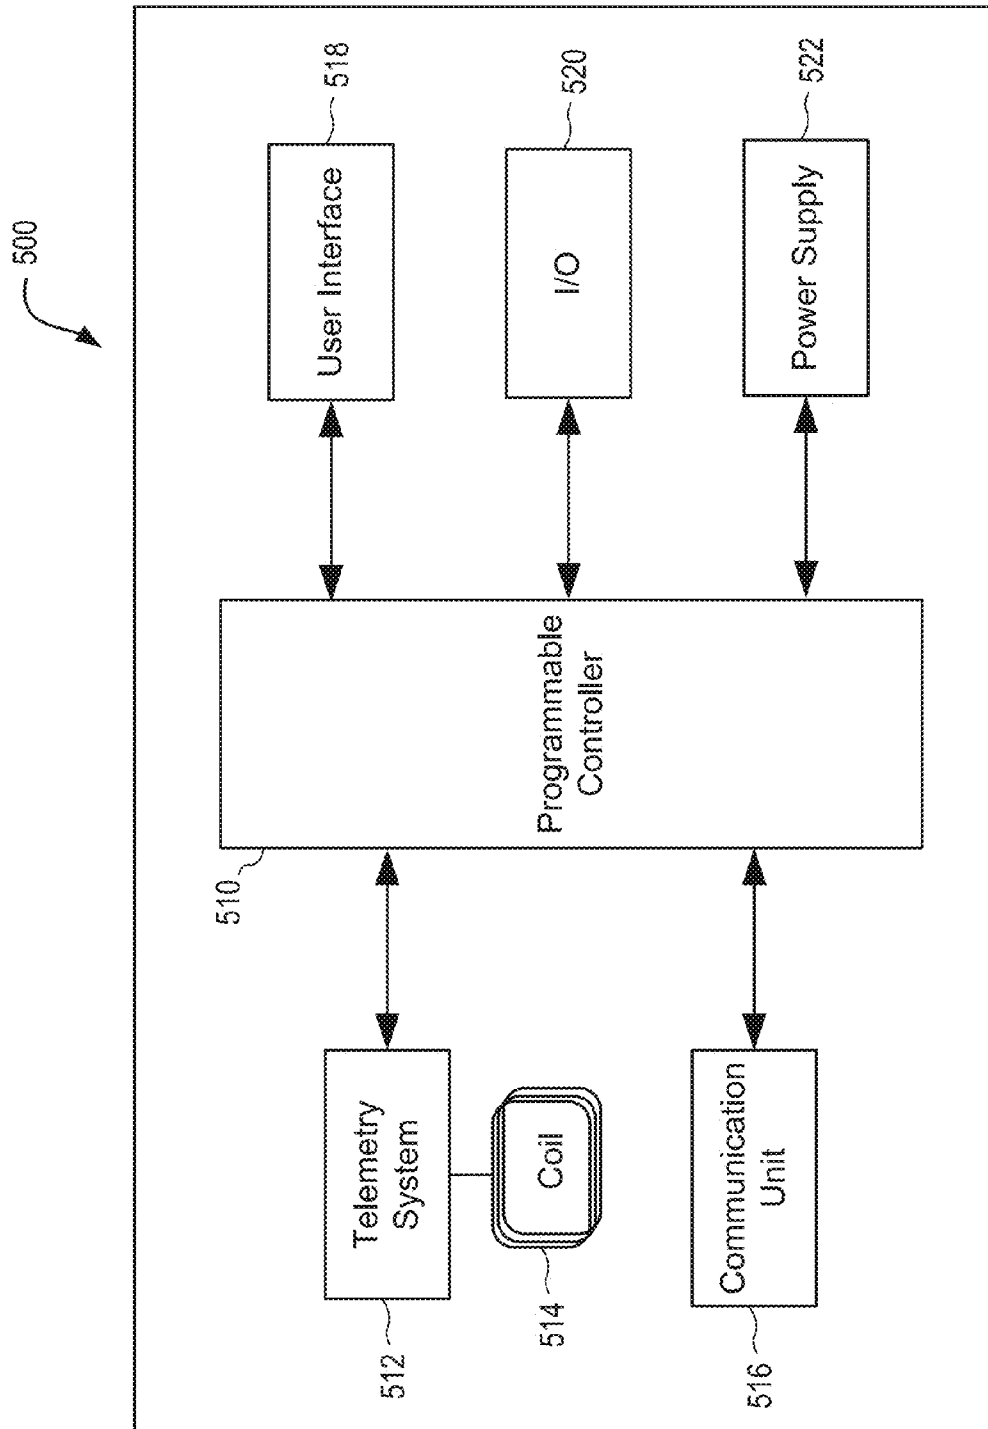 500
510
Programmable
Controller
512
Telemetry
System
514
Coil
516
Communication
Unit
518
User Interface
520
I/O
522
Power Supply